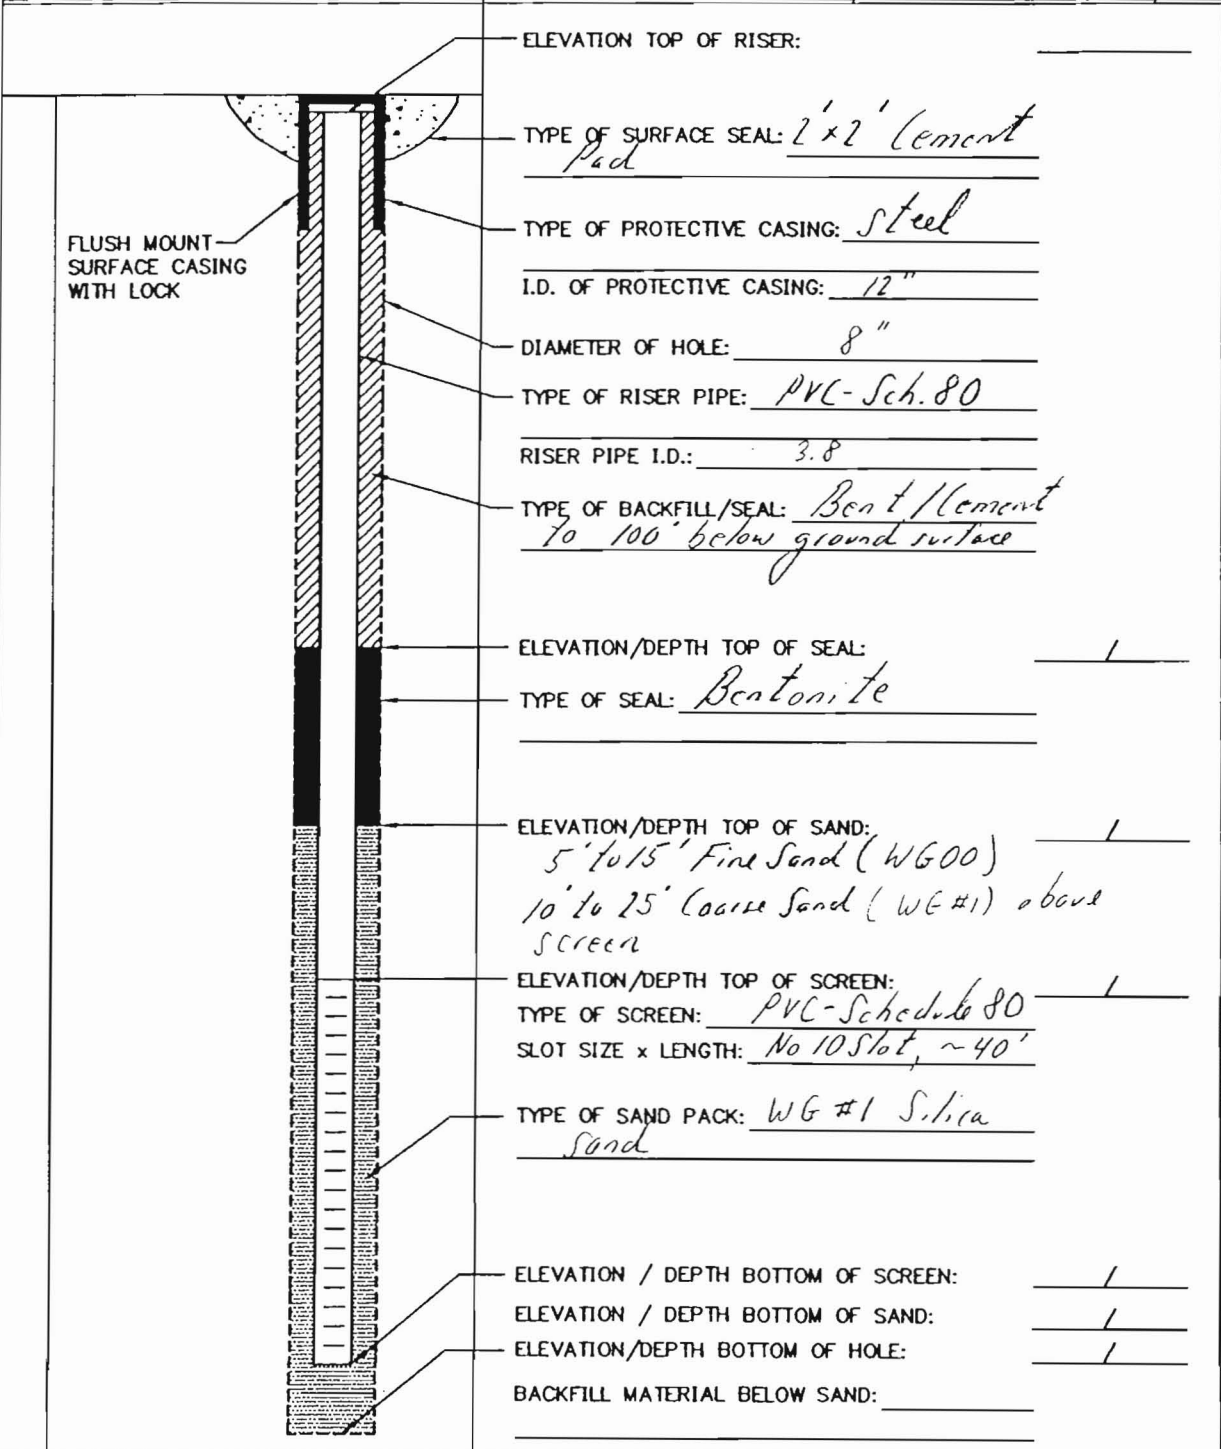 ELEVATION TOP OF RISER:
TYPE OF SURFACE SEAL: 2' x 2' Cement
Pad
FLUSH MOUNT
SURFACE CASING
WITH LOCK
TYPE OF PROTECTIVE CASING: Steel
I.D. OF PROTECTIVE CASING: 12"
DIAMETER OF HOLE: 8"
TYPE OF RISER PIPE: PVC-Sch. 80
RISER PIPE I.D.: 3.8
TYPE OF BACKFILL/SEAL: Bent/Cement
to 100' below ground surface
ELEVATION/DEPTH TOP OF SEAL: /
TYPE OF SEAL: Bentonite
ELEVATION/DEPTH TOP OF SAND: /
5' to 15' Fine Sand (WG00)
10' to 25' Coarse Sand (WG #1) above
screen
ELEVATION/DEPTH TOP OF SCREEN: /
TYPE OF SCREEN: PVC-Schedule 80
SLOT SIZE x LENGTH: No 10 Slot, ~40'
TYPE OF SAND PACK: WG #1 Silica
Sand
ELEVATION / DEPTH BOTTOM OF SCREEN: /
ELEVATION / DEPTH BOTTOM OF SAND: /
ELEVATION/DEPTH BOTTOM OF HOLE: /
BACKFILL MATERIAL BELOW SAND: